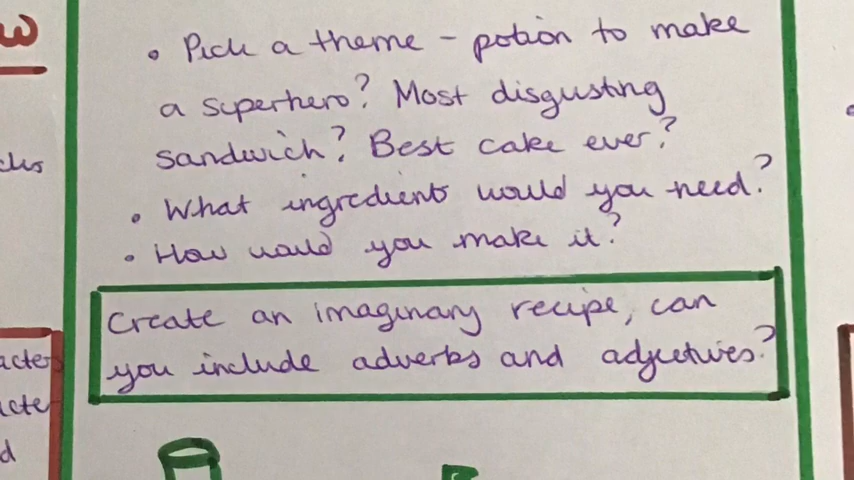 3
• Pick a theme - potion to make
a superhero? Most disgusting
sandwich? Best cake ever?
• What ingredients would you need?
• How would you make it?
Create an imaginary recipe, can
you include adverbs and adjectives?